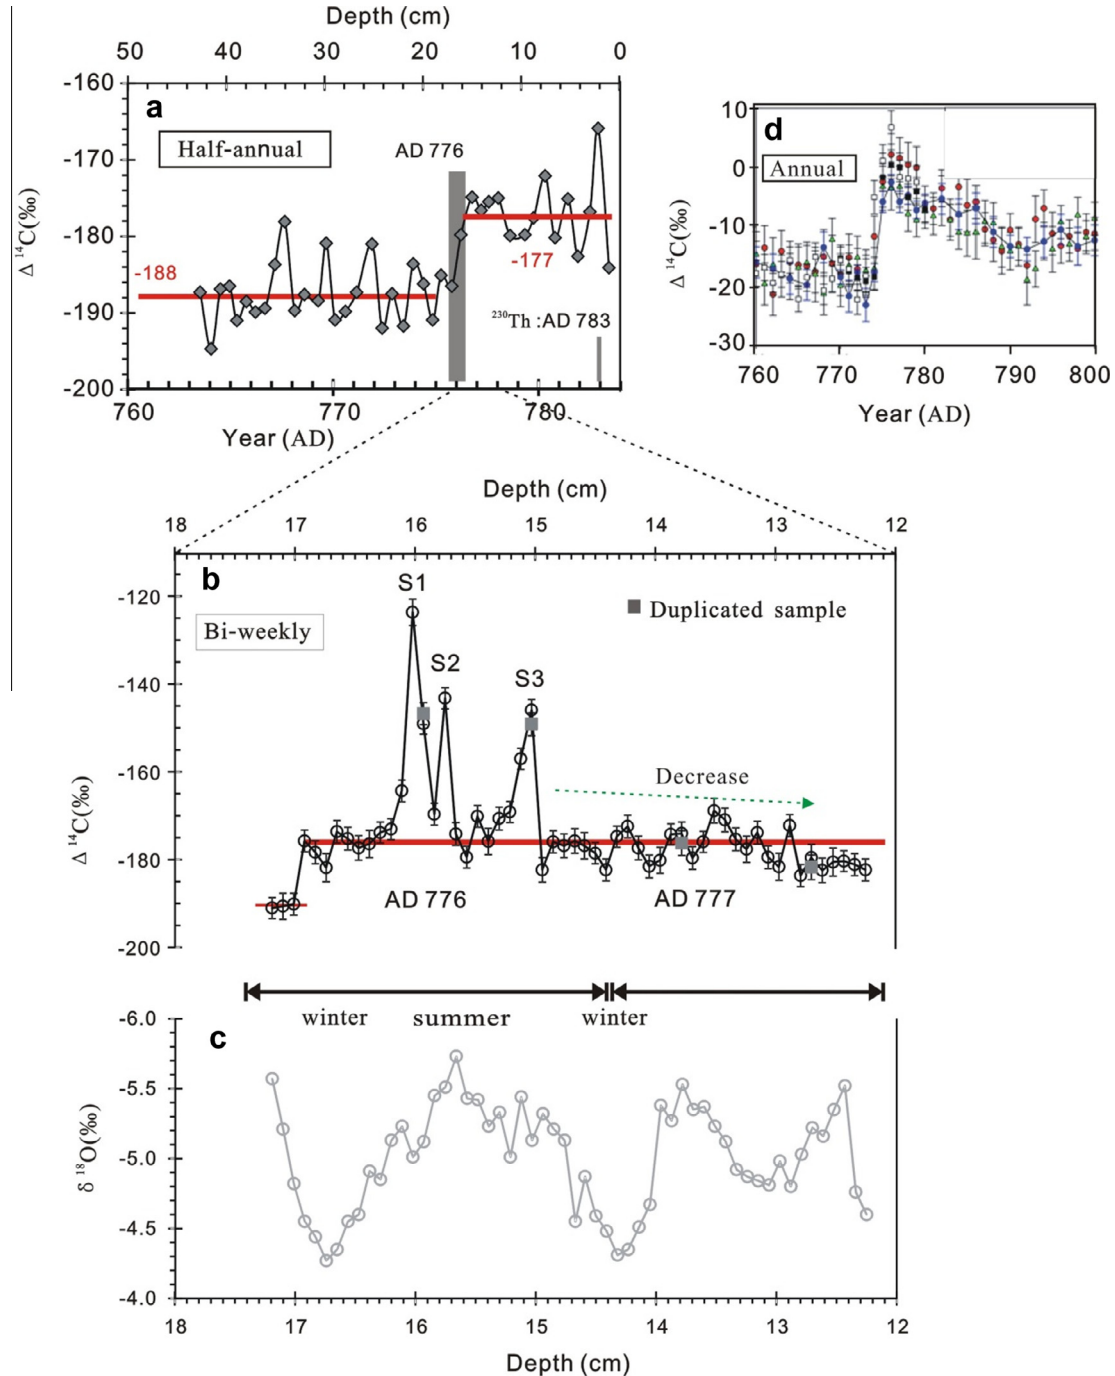 Depth (cm)
50 40 30 20 10 0
a
Half-annual
AD 776
-160
-170
-180
-190
-200
Δ ¹⁴C(‰)
-188
-177
²³⁰Th :AD 783
760 770 780
Year (AD)
d
Annual
10
0
-10
-20
-30
Δ ¹⁴C(‰)
760 770 780 790 800
Year (AD)
Depth (cm)
18 17 16 15 14 13 12
b
Bi-weekly
S1
S2
S3
Duplicated sample
Decrease
-120
-140
-160
-180
-200
Δ ¹⁴C(‰)
AD 776 AD 777
winter summer winter
c
-6.0
-5.5
-5.0
-4.5
-4.0
δ ¹⁸O(‰)
18 17 16 15 14 13 12
Depth (cm)